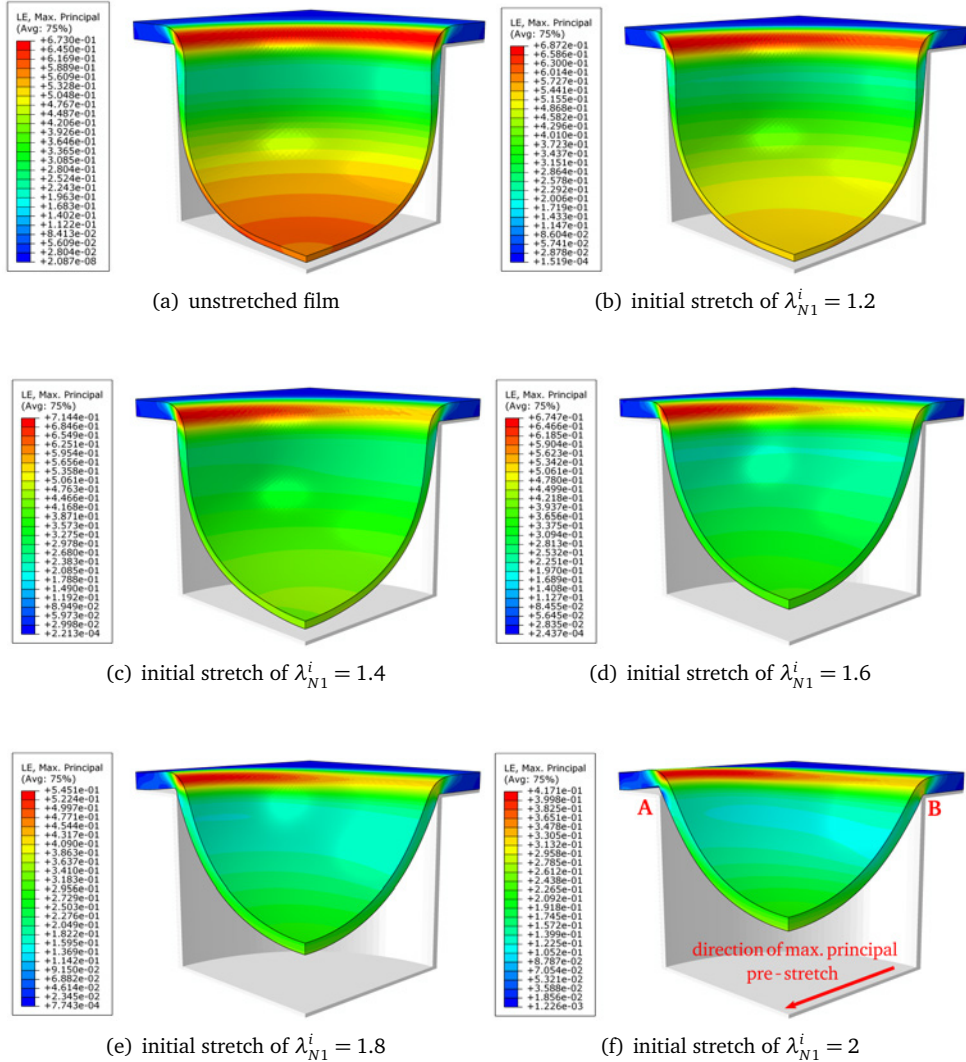 LE, Max. Principal
(Avg: 75%)
+6.730e-01
+6.450e-01
+6.169e-01
+5.889e-01
+5.609e-01
+5.328e-01
+5.048e-01
+4.767e-01
+4.487e-01
+4.206e-01
+3.926e-01
+3.646e-01
+3.365e-01
+3.085e-01
+2.804e-01
+2.524e-01
+2.243e-01
+1.963e-01
+1.683e-01
+1.402e-01
+1.122e-01
+8.413e-02
+5.609e-02
+2.804e-02
+2.087e-08
(a) unstretched film
LE, Max. Principal
(Avg: 75%)
+6.872e-01
+6.586e-01
+6.300e-01
+6.014e-01
+5.727e-01
+5.441e-01
+5.155e-01
+4.868e-01
+4.582e-01
+4.296e-01
+4.010e-01
+3.723e-01
+3.437e-01
+3.151e-01
+2.864e-01
+2.578e-01
+2.292e-01
+2.006e-01
+1.719e-01
+1.433e-01
+1.147e-01
+8.604e-02
+5.741e-02
+2.878e-02
+1.519e-04
(b) initial stretch of λ^i_{N1} = 1.2
LE, Max. Principal
(Avg: 75%)
+7.144e-01
+6.846e-01
+6.549e-01
+6.251e-01
+5.954e-01
+5.656e-01
+5.358e-01
+5.061e-01
+4.763e-01
+4.466e-01
+4.168e-01
+3.871e-01
+3.573e-01
+3.275e-01
+2.978e-01
+2.680e-01
+2.383e-01
+2.085e-01
+1.788e-01
+1.490e-01
+1.192e-01
+8.949e-02
+5.973e-02
+2.998e-02
+2.213e-04
(c) initial stretch of λ^i_{N1} = 1.4
LE, Max. Principal
(Avg: 75%)
+6.747e-01
+6.466e-01
+6.185e-01
+5.904e-01
+5.623e-01
+5.342e-01
+5.061e-01
+4.780e-01
+4.499e-01
+4.218e-01
+3.937e-01
+3.656e-01
+3.375e-01
+3.094e-01
+2.813e-01
+2.532e-01
+2.251e-01
+1.970e-01
+1.689e-01
+1.408e-01
+1.127e-01
+8.455e-02
+5.645e-02
+2.835e-02
+2.437e-04
(d) initial stretch of λ^i_{N1} = 1.6
LE, Max. Principal
(Avg: 75%)
+5.451e-01
+5.224e-01
+4.997e-01
+4.771e-01
+4.544e-01
+4.317e-01
+4.090e-01
+3.863e-01
+3.637e-01
+3.410e-01
+3.183e-01
+2.956e-01
+2.729e-01
+2.503e-01
+2.276e-01
+2.049e-01
+1.822e-01
+1.595e-01
+1.369e-01
+1.142e-01
+9.150e-02
+6.882e-02
+4.614e-02
+2.345e-02
+7.743e-04
(e) initial stretch of λ^i_{N1} = 1.8
LE, Max. Principal
(Avg: 75%)
+4.171e-01
+3.998e-01
+3.825e-01
+3.651e-01
+3.478e-01
+3.305e-01
+3.132e-01
+2.958e-01
+2.785e-01
+2.612e-01
+2.438e-01
+2.265e-01
+2.092e-01
+1.918e-01
+1.745e-01
+1.572e-01
+1.399e-01
+1.225e-01
+1.052e-01
+8.787e-02
+7.054e-02
+5.321e-02
+3.588e-02
+1.856e-02
+1.226e-03
A
B
direction of max. principal
pre-stretch
(f) initial stretch of λ^i_{N1} = 2